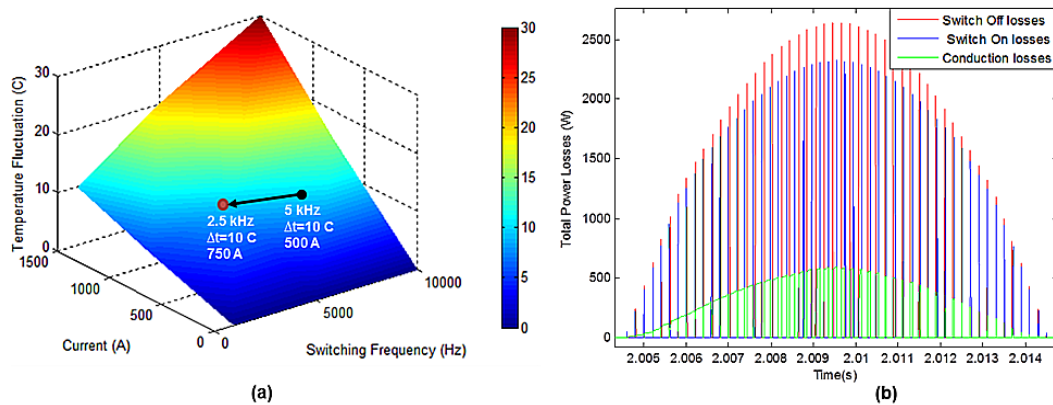 Temperature Fluctuation (C)
30
20
10
0
1500
1000
500
0
Current (A)
0
5000
10000
Switching Frequency (Hz)
2.5 kHz
Δt=10 C
750 A
5 kHz
Δt=10 C
500 A
30
25
20
15
10
5
0
(a)
Switch Off losses
Switch On losses
Conduction losses
Total Power Losses (W)
2500
2000
1500
1000
500
0
2.005
2.006
2.007
2.008
2.009
2.01
2.011
2.012
2.013
2.014
Time(s)
(b)